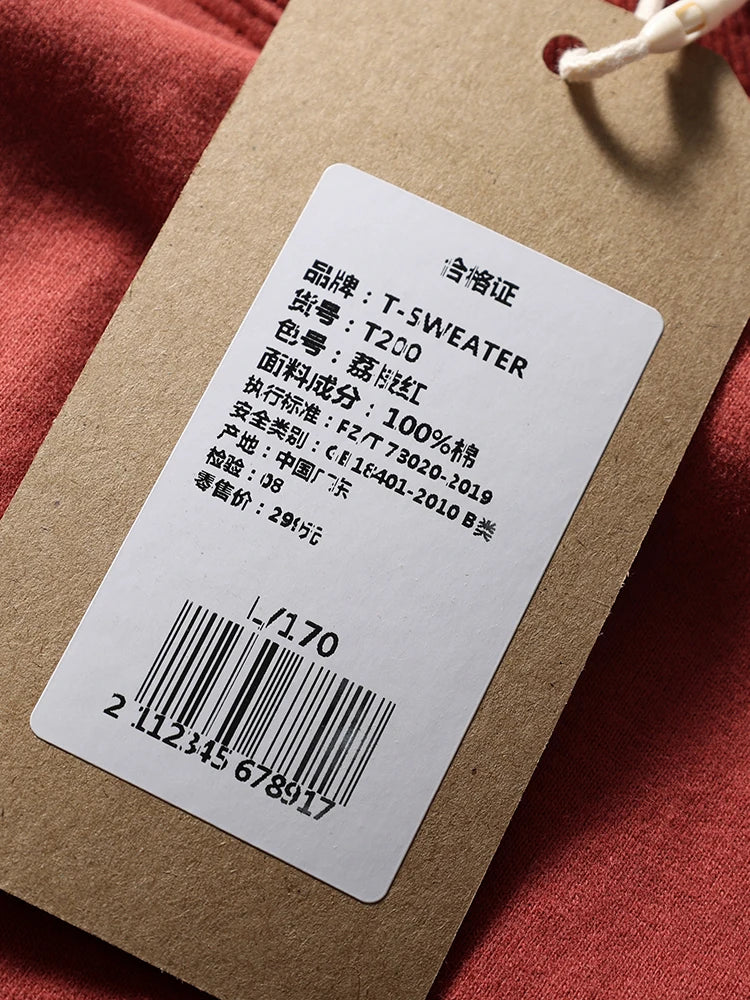 合格证
品牌：T-SWEATER
货号：T200
色号：荔枝红
面料成分：100%棉
执行标准：FZ/T 73020-2019
安全类别：GB 18401-2010 B类
产地：中国广东
检验：08
零售价：299元
L/170
2 112345 678917